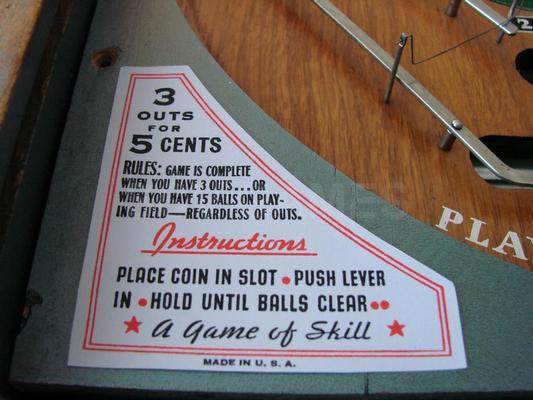 3
OUTS
FOR
5 CENTS
RULES: GAME IS COMPLETE
WHEN YOU HAVE 3 OUTS...OR
WHEN YOU HAVE 15 BALLS ON PLAY-
ING FIELD—REGARDLESS OF OUTS.
Instructions
PLACE COIN IN SLOT • PUSH LEVER
IN • HOLD UNTIL BALLS CLEAR ••
★ A Game of Skill ★
MADE IN U. S. A.
2